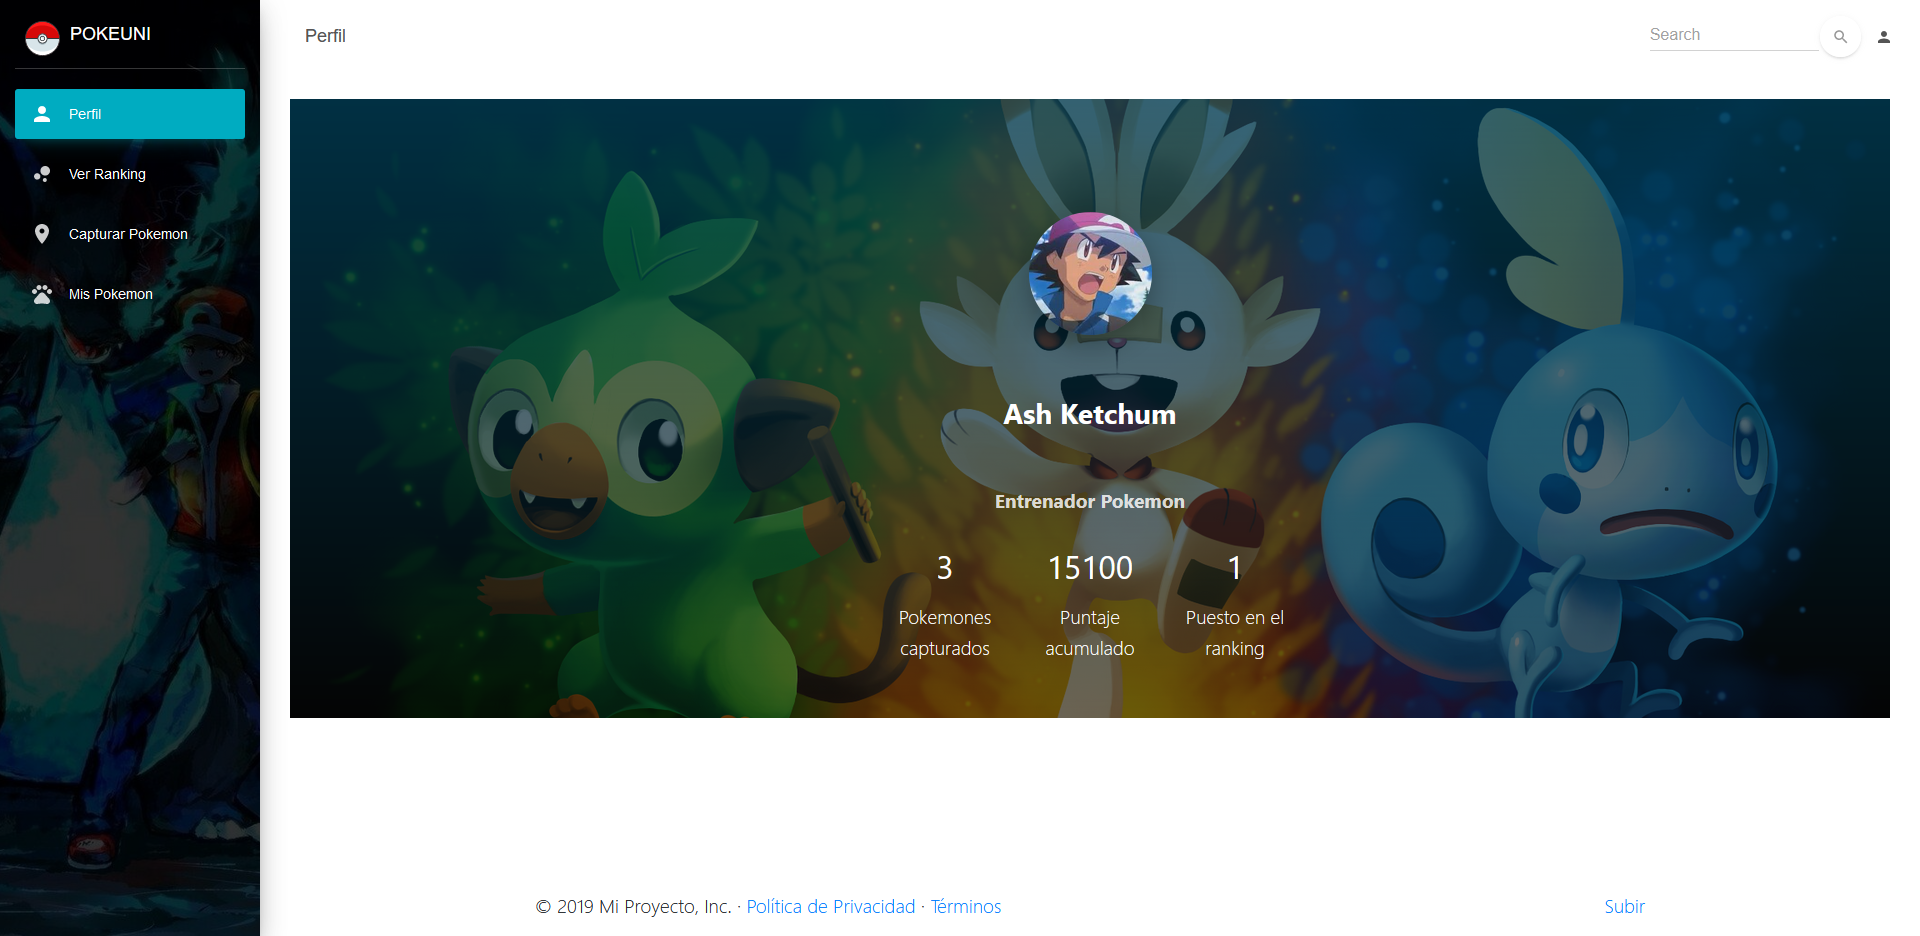 POKEUNI
Perfil
Ver Ranking
Capturar Pokemon
Mis Pokemon
Perfil
Search
Ash Ketchum
Entrenador Pokemon
3
Pokemones
capturados
15100
Puntaje
acumulado
1
Puesto en el
ranking
© 2019 Mi Proyecto, Inc. · Política de Privacidad · Términos
Subir